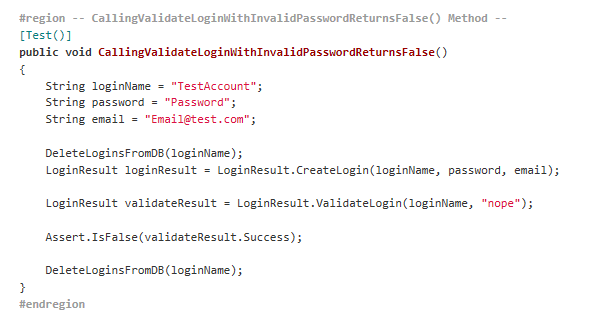 #region -- CallingValidateLoginWithInvalidPasswordReturnsFalse() Method --
[Test()]
public void CallingValidateLoginWithInvalidPasswordReturnsFalse()
{
    String loginName = "TestAccount";
    String password = "Password";
    String email = "Email@test.com";

    DeleteLoginsFromDB(loginName);
    LoginResult loginResult = LoginResult.CreateLogin(loginName, password, email);

    LoginResult validateResult = LoginResult.ValidateLogin(loginName, "nope");

    Assert.IsFalse(validateResult.Success);

    DeleteLoginsFromDB(loginName);
}
#endregion